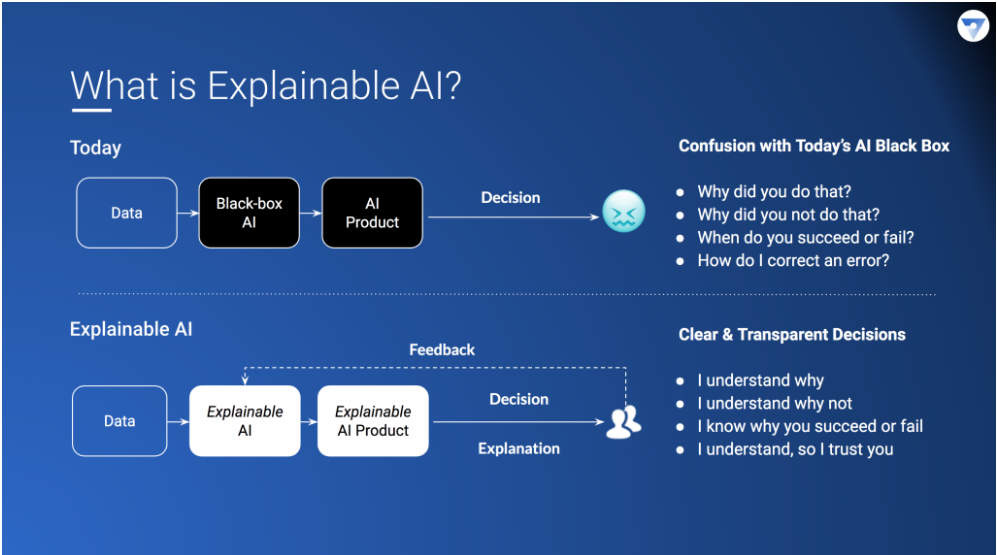 What is Explainable AI?
Today
Data
Black-box
AI
AI
Product
Decision
Confusion with Today's AI Black Box
● Why did you do that?
● Why did you not do that?
● When do you succeed or fail?
● How do I correct an error?
Explainable AI
Feedback
Data
Explainable
AI
Explainable
AI Product
Decision
Explanation
Clear & Transparent Decisions
● I understand why
● I understand why not
● I know why you succeed or fail
● I understand, so I trust you